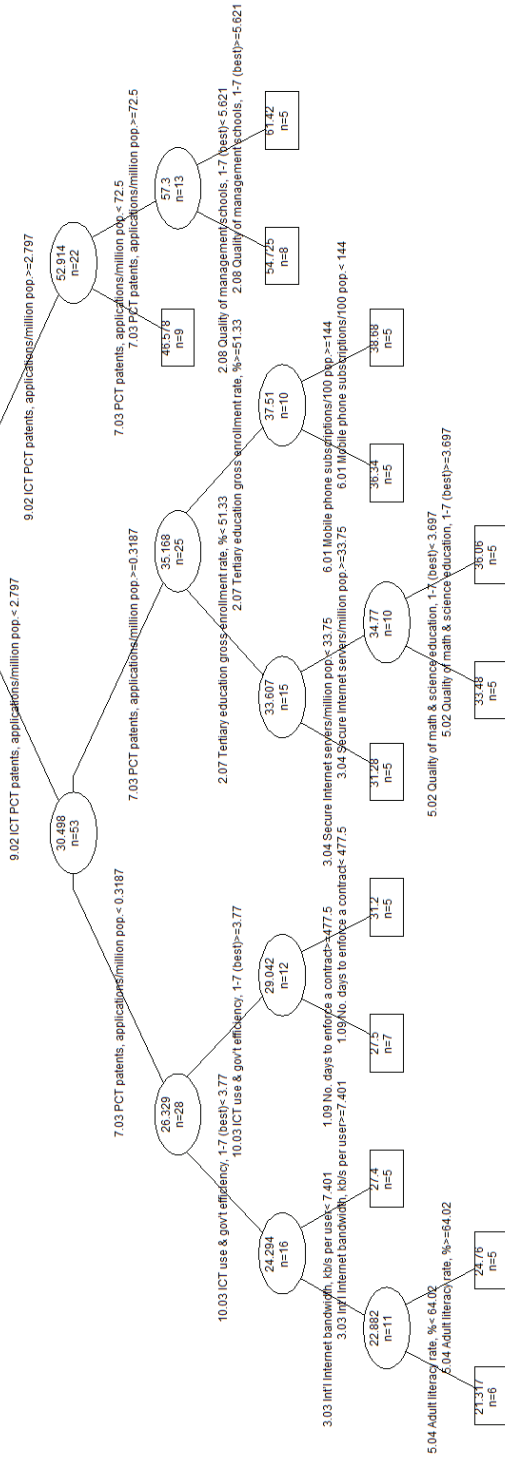 9.02 ICT PCT patents, applications/million pop.< 2.797
9.02 ICT PCT patents, applications/million pop.>=2.797
30.498
n=53
52.914
n=22
7.03 PCT patents, applications/million pop.< 0.3187
7.03 PCT patents, applications/million pop.>=0.3187
7.03 PCT patents, applications/million pop.< 72.5
7.03 PCT patents, applications/million pop.>=72.5
26.329
n=28
35.168
n=25
46.578
n=9
57.3
n=13
10.03 ICT use & gov't efficiency, 1-7 (best)< 3.77
10.03 ICT use & gov't efficiency, 1-7 (best)>=3.77
2.07 Tertiary education gross enrollment rate, %< 51.33
2.07 Tertiary education gross enrollment rate, %>=51.33
2.08 Quality of management schools, 1-7 (best)< 5.621
2.08 Quality of management schools, 1-7 (best)>=5.621
24.294
n=16
29.042
n=12
33.607
n=15
37.51
n=10
54.725
n=8
61.42
n=5
3.03 Int'l Internet bandwidth, kb/s per user< 7.401
3.03 Int'l Internet bandwidth, kb/s per user>=7.401
1.09 No. days to enforce a contract>=477.5
1.09 No. days to enforce a contract< 477.5
3.04 Secure Internet servers/million pop.< 33.75
3.04 Secure Internet servers/million pop.>=33.75
6.01 Mobile phone subscriptions/100 pop.>=144
6.01 Mobile phone subscriptions/100 pop.< 144
22.882
n=11
27.4
n=5
27.5
n=7
31.2
n=5
31.28
n=5
34.77
n=10
36.34
n=5
38.68
n=5
5.04 Adult literacy rate, %< 64.02
5.04 Adult literacy rate, %>=64.02
5.02 Quality of math & science education, 1-7 (best)< 3.697
5.02 Quality of math & science education, 1-7 (best)>=3.697
21.317
n=6
24.76
n=5
33.48
n=5
36.06
n=5